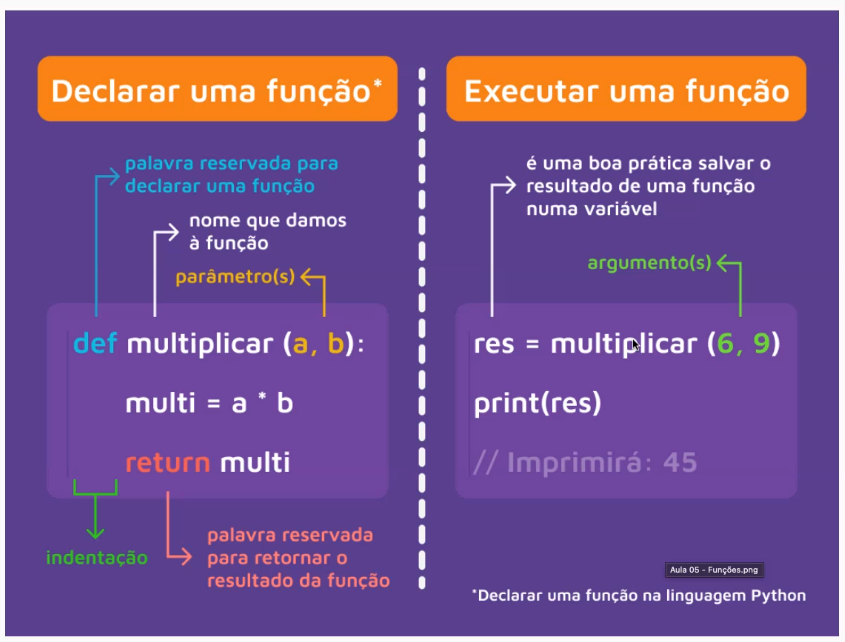 Declarar uma função*
palavra reservada para
declarar uma função
nome que damos
à função
parâmetro(s)
def multiplicar (a, b):
multi = a * b
return multi
indentação
palavra reservada
para retornar o
resultado da função
Executar uma função
é uma boa prática salvar o
resultado de uma função
numa variável
argumento(s)
res = multiplicar (6, 9)
print(res)
// Imprimirá: 45
Aula 05 - Funções.png
*Declarar uma função na linguagem Python